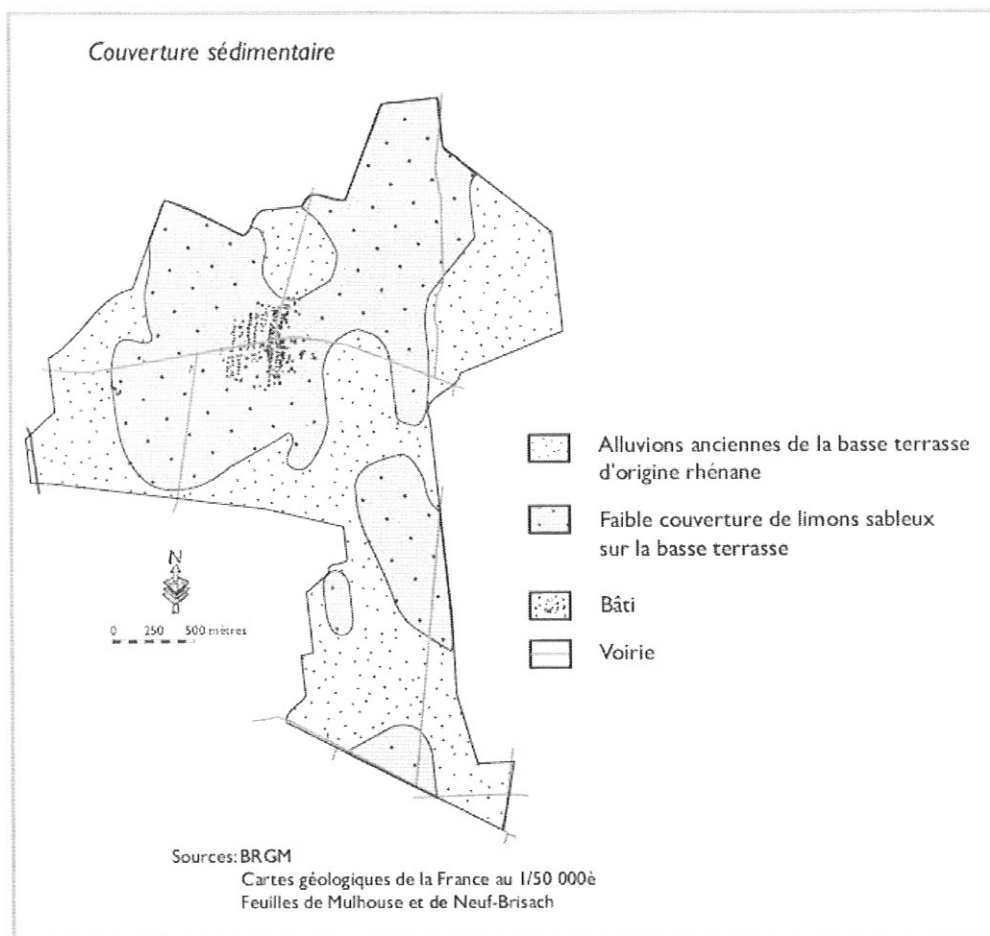 Couverture sédimentaire
Alluvions anciennes de la basse terrasse
d'origine rhénane
Faible couverture de limons sableux
sur la basse terrasse
Bâti
Voirie
N
0 250 500 mètres
Sources: BRGM
Cartes géologiques de la France au 1/50 000è
Feuilles de Mulhouse et de Neuf-Brisach